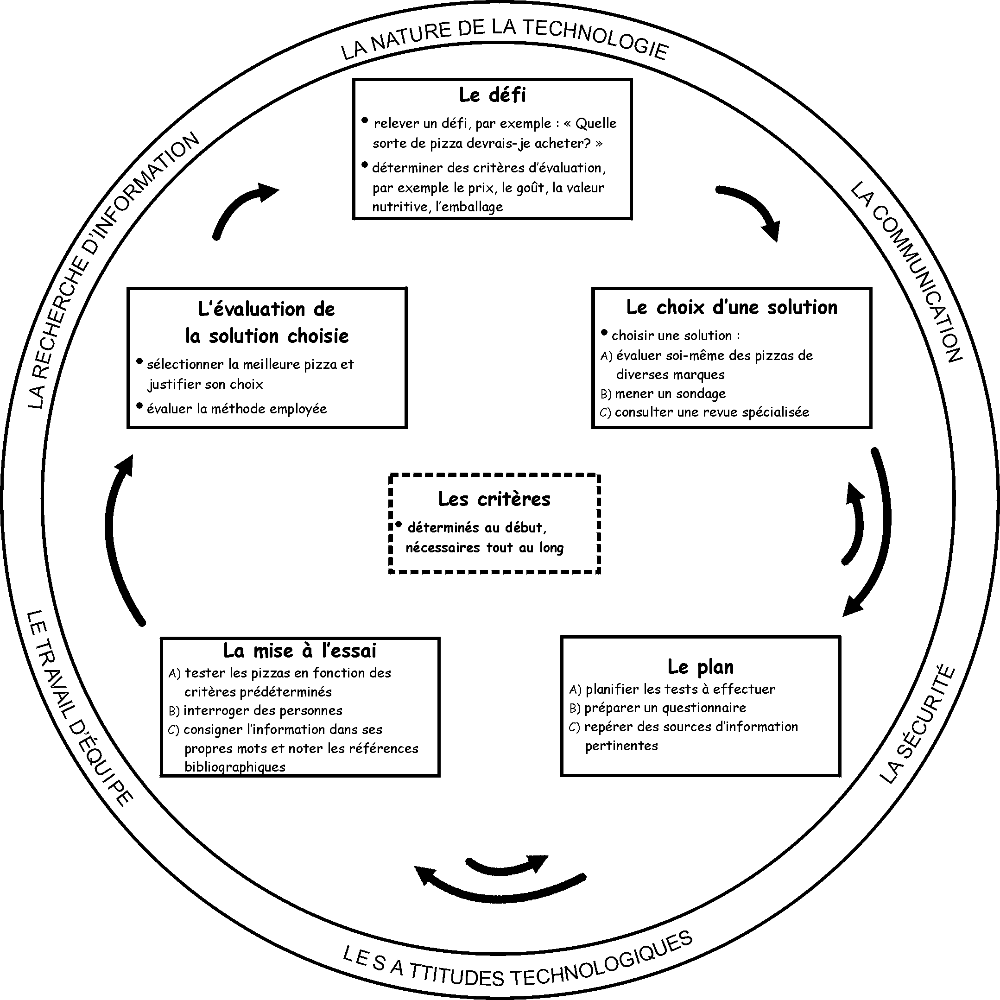 LA NATURE DE LA TECHNOLOGIE
LA COMMUNICATION
LA SÉCURITÉ
LES ATTITUDES TECHNOLOGIQUES
LE TRAVAIL D'ÉQUIPE
LA RECHERCHE D'INFORMATION
Le défi
• relever un défi, par exemple : « Quelle
sorte de pizza devrais-je acheter? »
• déterminer des critères d'évaluation,
par exemple le prix, le goût, la valeur
nutritive, l'emballage
Le choix d'une solution
• choisir une solution :
A) évaluer soi-même des pizzas de
diverses marques
B) mener un sondage
C) consulter une revue spécialisée
Le plan
A) planifier les tests à effectuer
B) préparer un questionnaire
C) repérer des sources d'information
pertinentes
La mise à l'essai
A) tester les pizzas en fonction des
critères prédéterminés
B) interroger des personnes
C) consigner l'information dans ses
propres mots et noter les références
bibliographiques
L'évaluation de
la solution choisie
• sélectionner la meilleure pizza et
justifier son choix
• évaluer la méthode employée
Les critères
• déterminés au début,
nécessaires tout au long